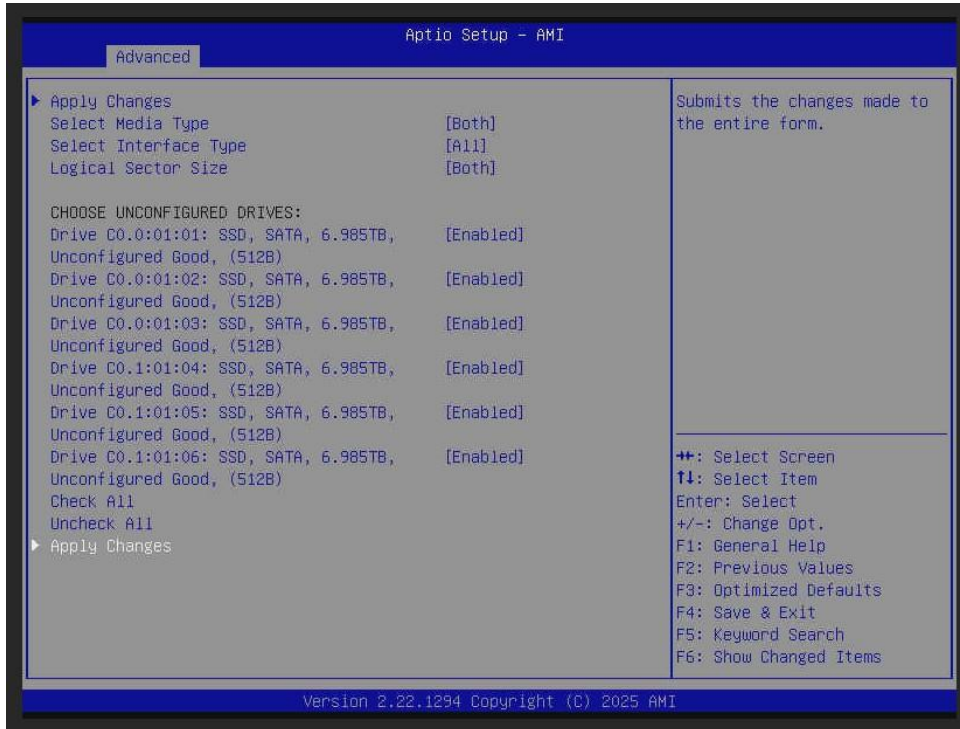 Aptio Setup - AMI
Advanced
Apply Changes
Select Media Type [Both]
Select Interface Type [All]
Logical Sector Size [Both]
CHOOSE UNCONFIGURED DRIVES:
Drive C0.0:01:01: SSD, SATA, 6.985TB, [Enabled]
Unconfigured Good, (512B)
Drive C0.0:01:02: SSD, SATA, 6.985TB, [Enabled]
Unconfigured Good, (512B)
Drive C0.0:01:03: SSD, SATA, 6.985TB, [Enabled]
Unconfigured Good, (512B)
Drive C0.1:01:04: SSD, SATA, 6.985TB, [Enabled]
Unconfigured Good, (512B)
Drive C0.1:01:05: SSD, SATA, 6.985TB, [Enabled]
Unconfigured Good, (512B)
Drive C0.1:01:06: SSD, SATA, 6.985TB, [Enabled]
Unconfigured Good, (512B)
Check All
Uncheck All
Apply Changes
Submits the changes made to
the entire form.
→←: Select Screen
↑↓: Select Item
Enter: Select
+/-: Change Opt.
F1: General Help
F2: Previous Values
F3: Optimized Defaults
F4: Save & Exit
F5: Keyword Search
F6: Show Changed Items
Version 2.22.1294 Copyright (C) 2025 AMI